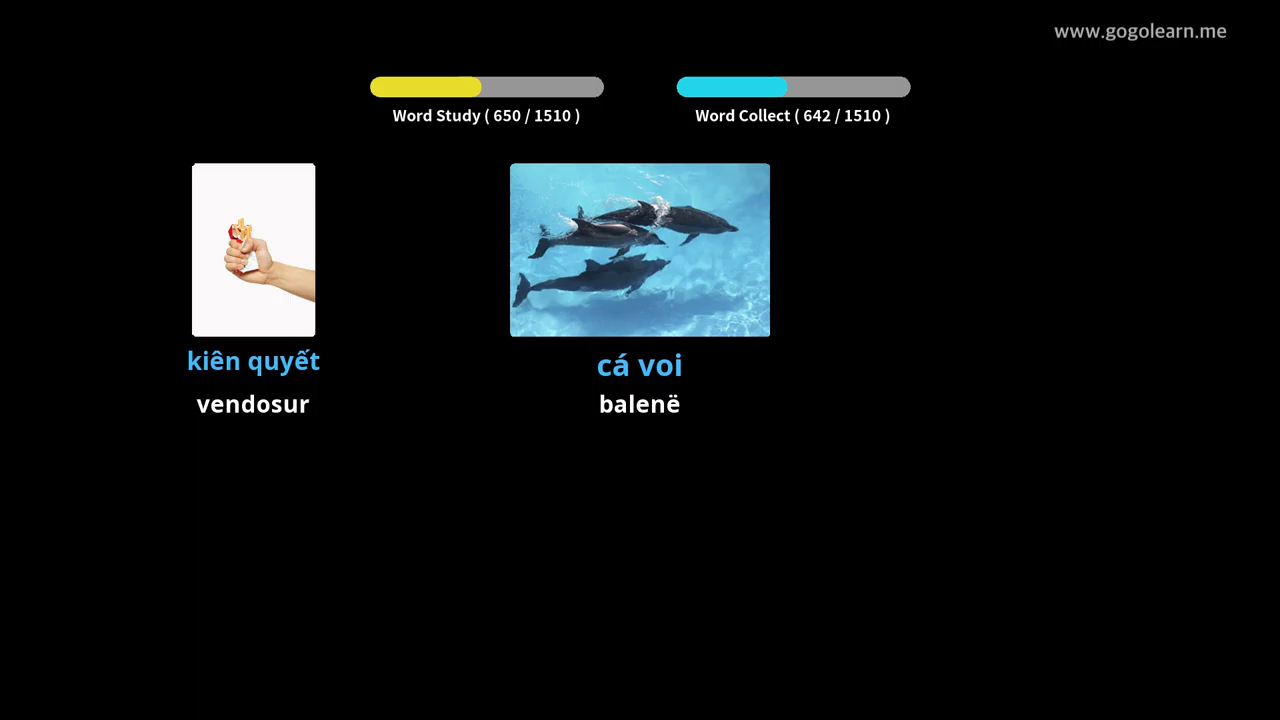 www.gogolearn.me
Word Study ( 650 / 1510 )
Word Collect ( 642 / 1510 )
kiên quyết
vendosur
cá voi
balenë